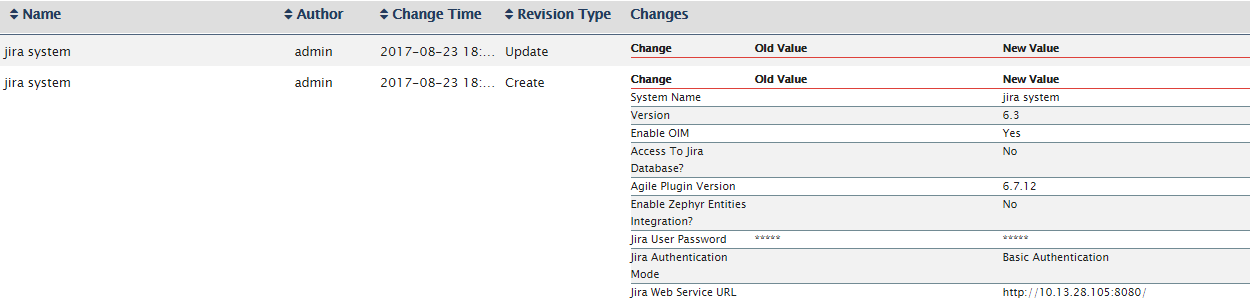 Name Author Change Time Revision Type Changes
jira system admin 2017-08-23 18:... Update Change Old Value New Value
jira system admin 2017-08-23 18:... Create Change Old Value New Value
System Name jira system
Version 6.3
Enable OIM Yes
Access To Jira No
Database?
Agile Plugin Version 6.7.12
Enable Zephyr Entities No
Integration?
Jira User Password ***** *****
Jira Authentication Basic Authentication
Mode
Jira Web Service URL http://10.13.28.105:8080/